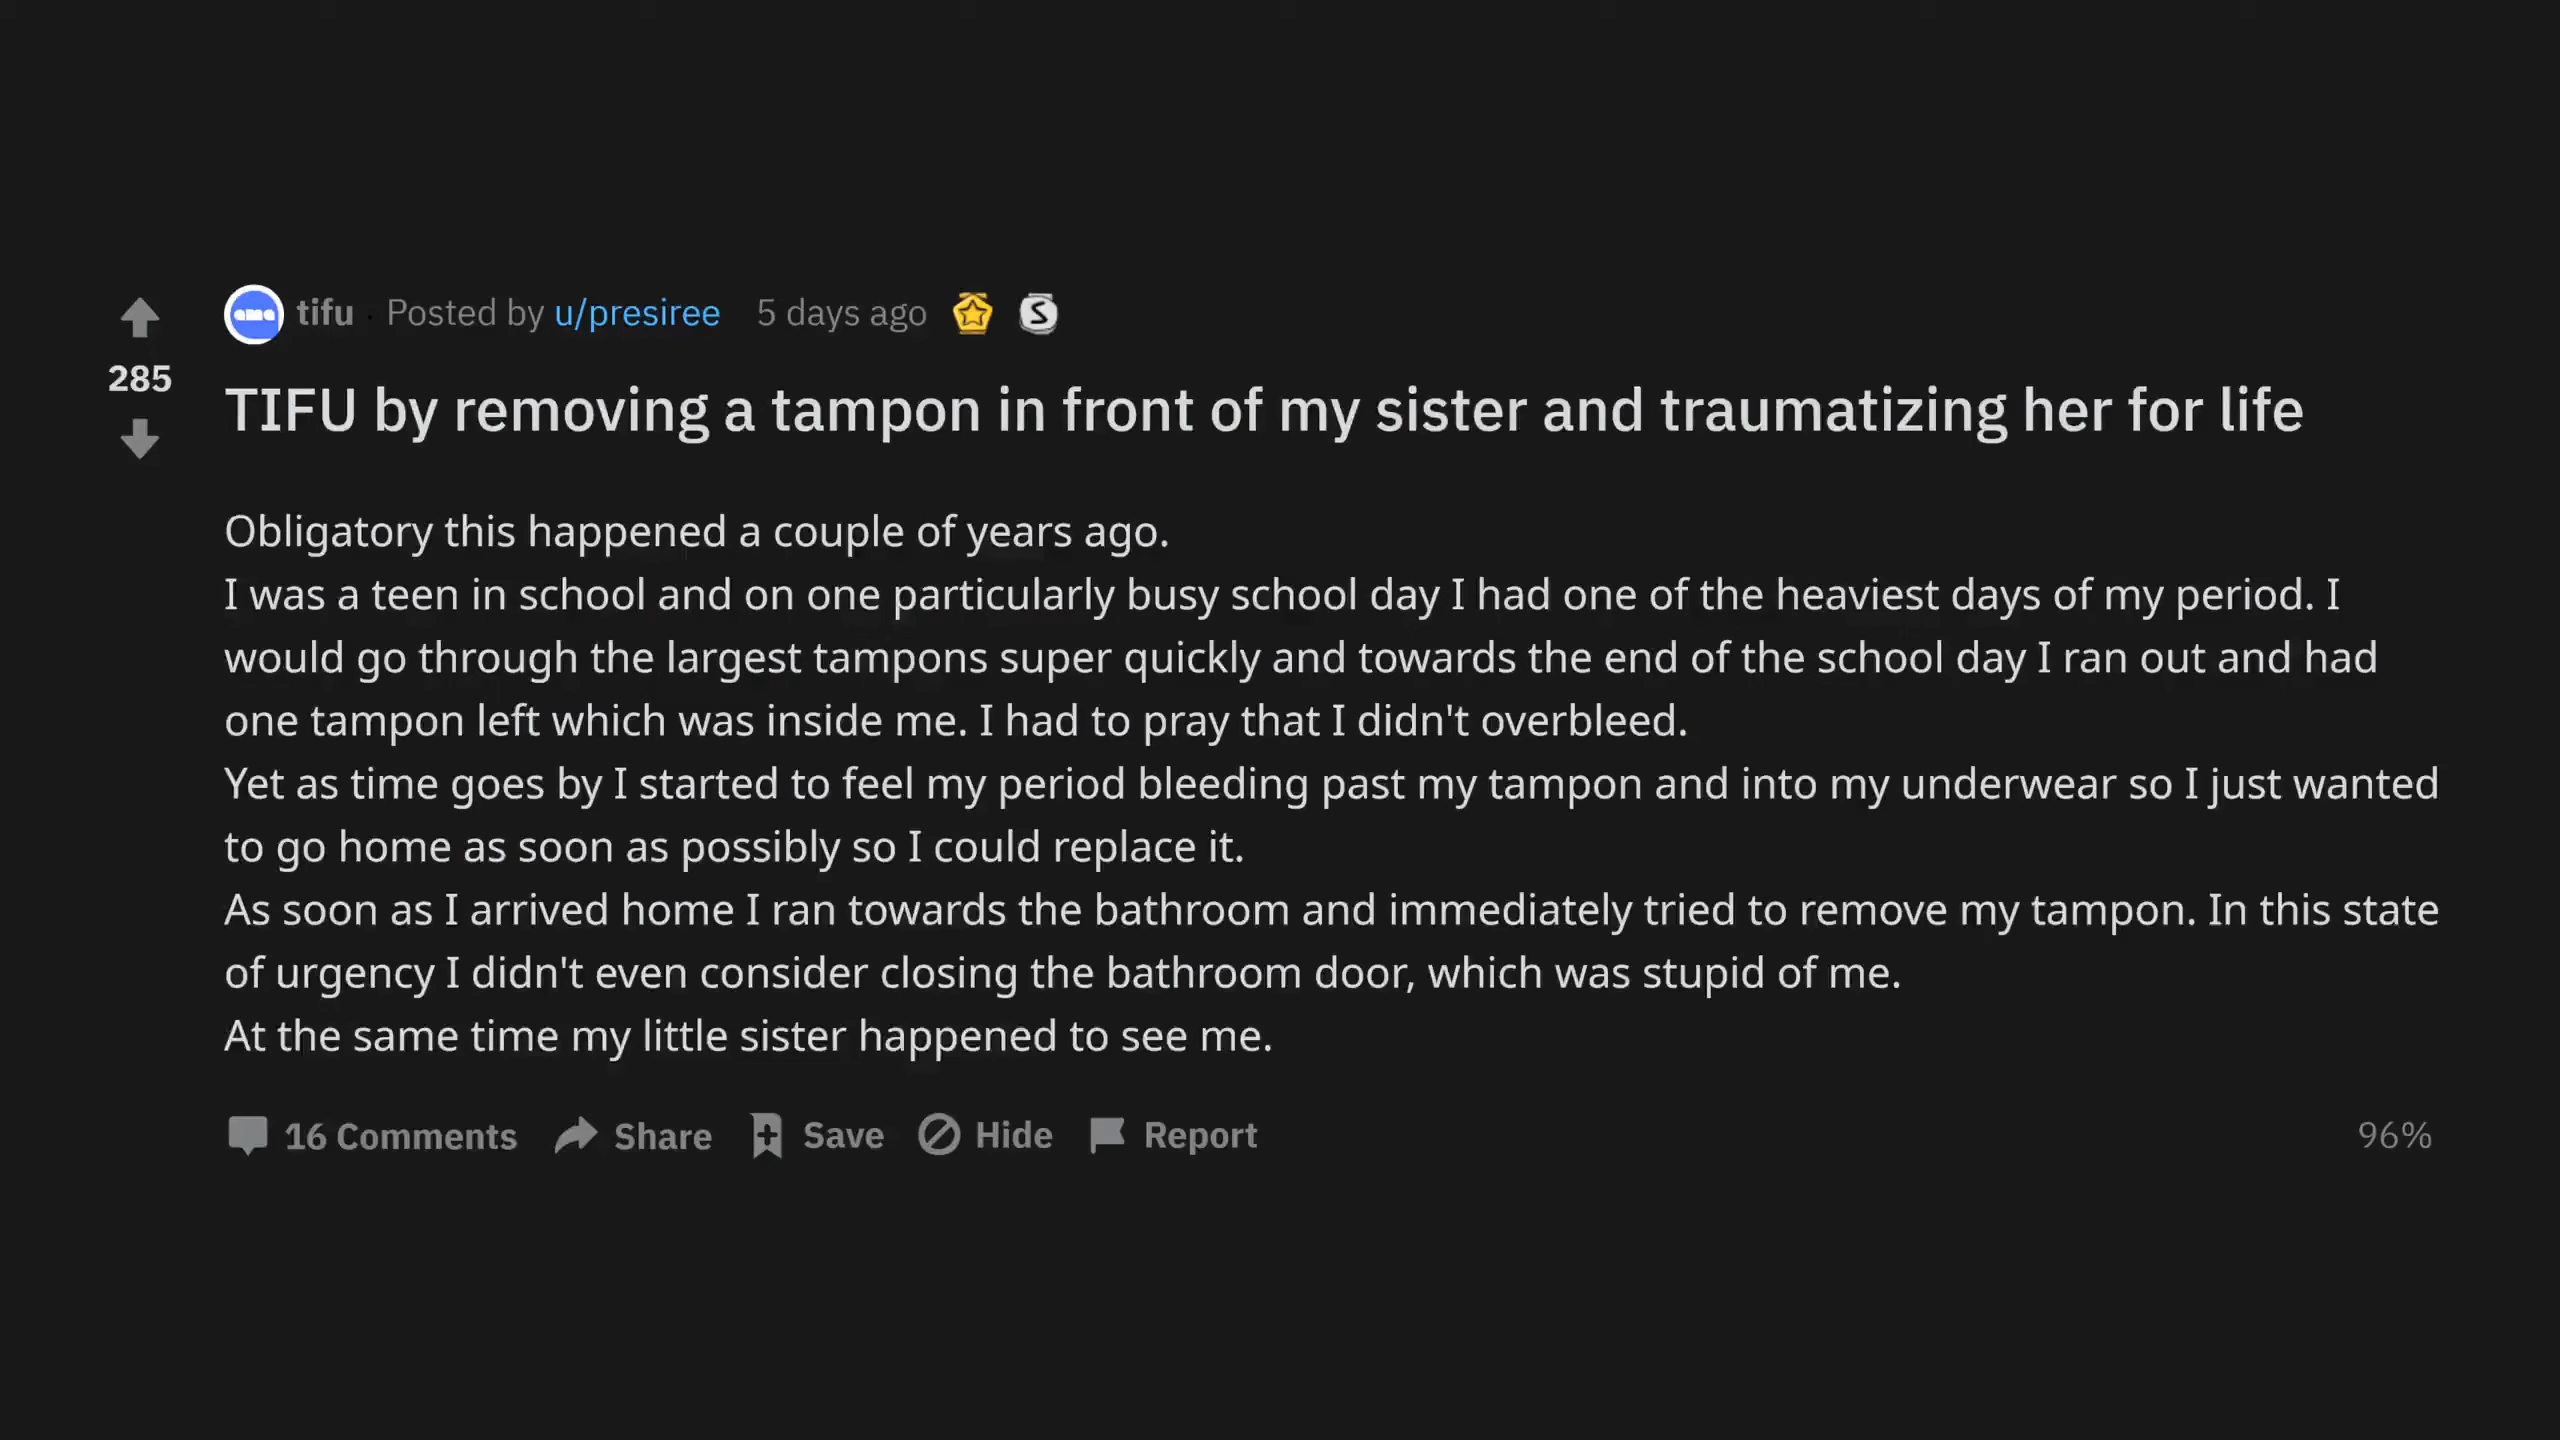 tifu · Posted by u/presiree 5 days ago
285
TIFU by removing a tampon in front of my sister and traumatizing her for life
Obligatory this happened a couple of years ago.
I was a teen in school and on one particularly busy school day I had one of the heaviest days of my period. I
would go through the largest tampons super quickly and towards the end of the school day I ran out and had
one tampon left which was inside me. I had to pray that I didn't overbleed.
Yet as time goes by I started to feel my period bleeding past my tampon and into my underwear so I just wanted
to go home as soon as possibly so I could replace it.
As soon as I arrived home I ran towards the bathroom and immediately tried to remove my tampon. In this state
of urgency I didn't even consider closing the bathroom door, which was stupid of me.
At the same time my little sister happened to see me.
16 Comments Share Save Hide Report 96%